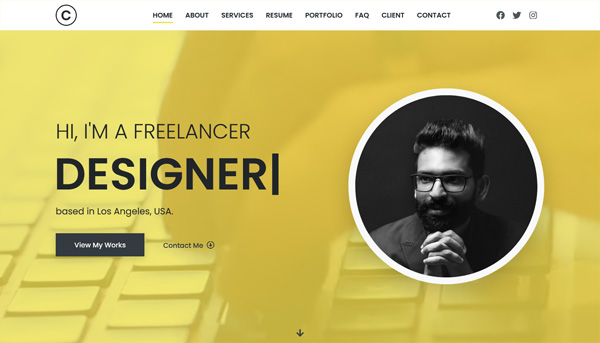 C
HOME ABOUT SERVICES RESUME PORTFOLIO FAQ CLIENT CONTACT
HI, I'M A FREELANCER
DESIGNER|
based in Los Angeles, USA.
View My Works Contact Me